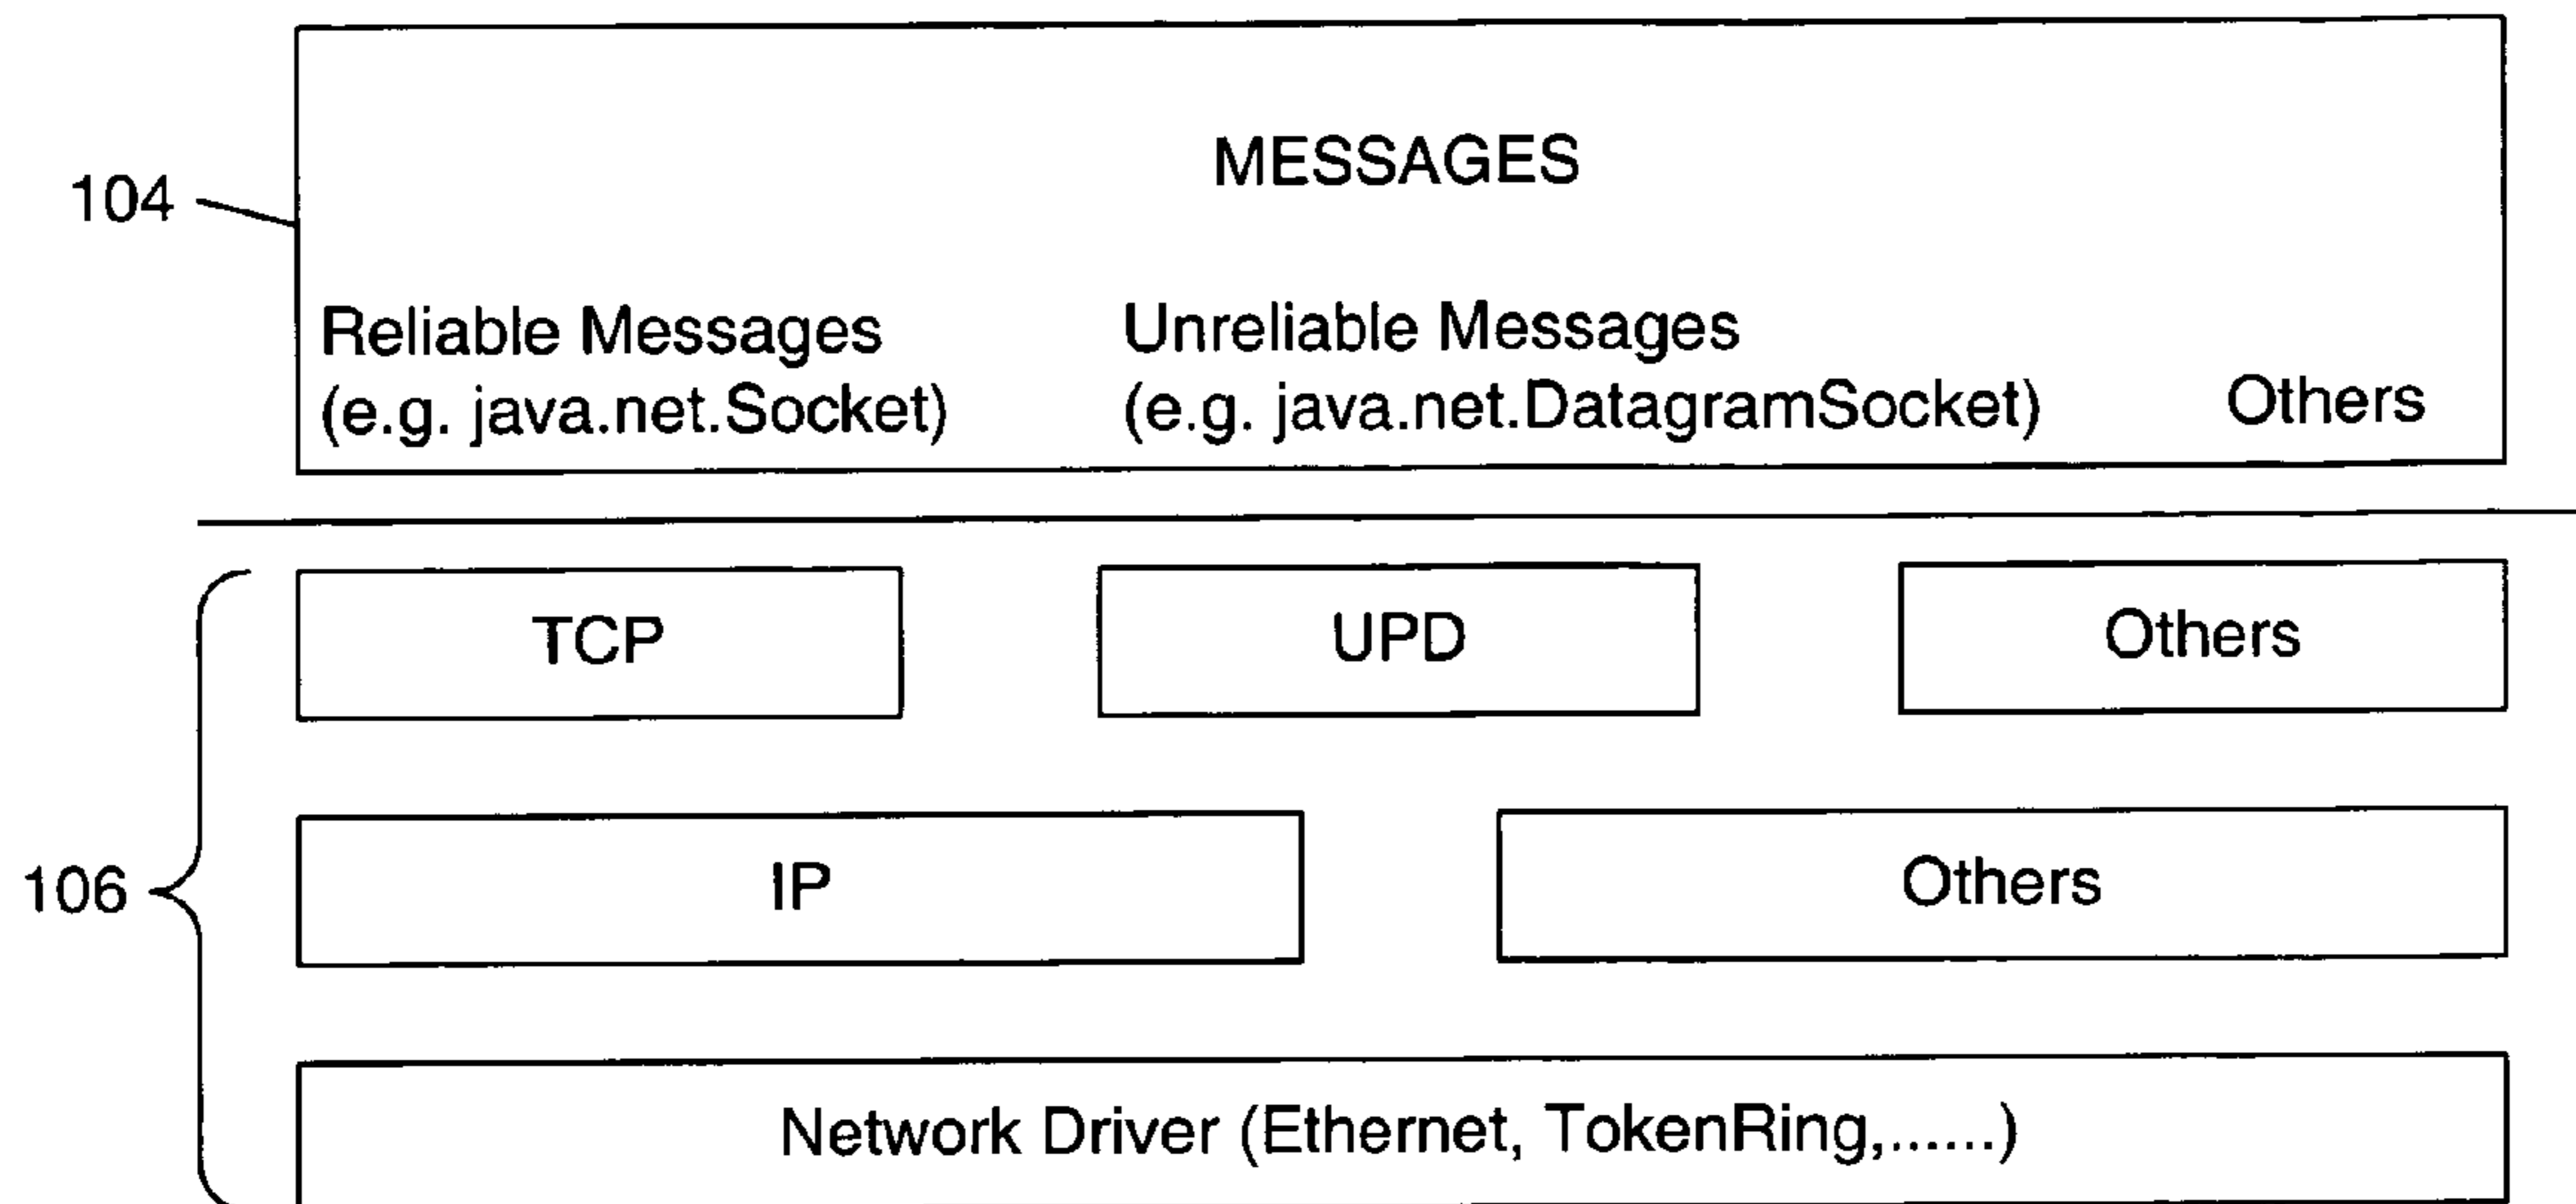 MESSAGES
104
Reliable Messages
(e.g. java.net.Socket)
Unreliable Messages
(e.g. java.net.DatagramSocket)
Others
TCP
UPD
Others
106
IP
Others
Network Driver (Ethernet, TokenRing,......)